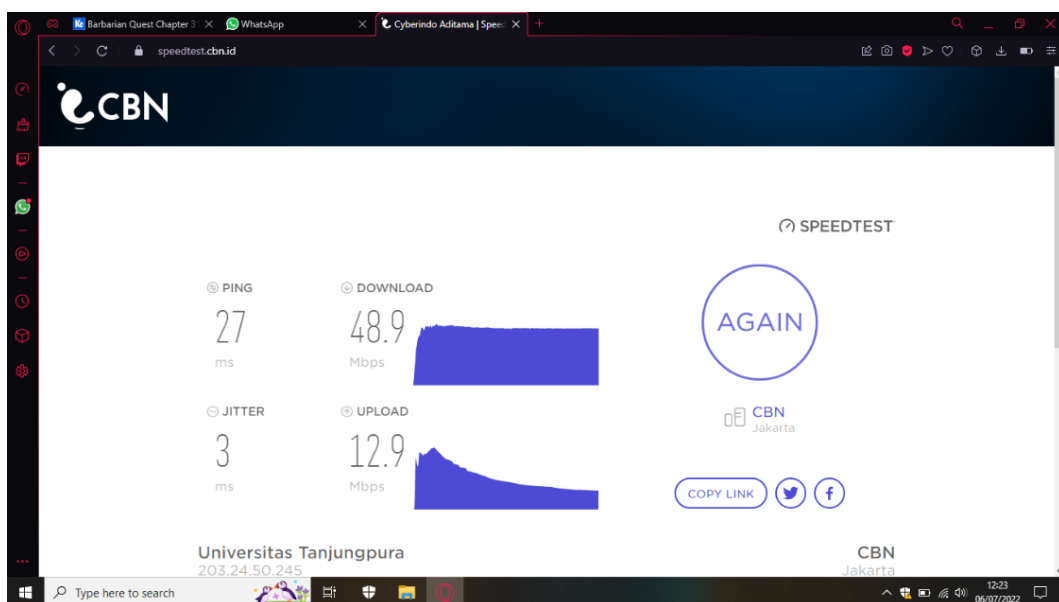 Barbarian Quest Chapter 3
WhatsApp
Cyberindo Aditama | Speed
speedtest.cbn.id
CBN
SPEEDTEST
PING
27
ms
DOWNLOAD
48.9
Mbps
AGAIN
JITTER
3
ms
UPLOAD
12.9
Mbps
CBN
Jakarta
COPY LINK
Universitas Tanjungpura
203.24.50.245
CBN
Jakarta
Type here to search
12:23
06/07/2022